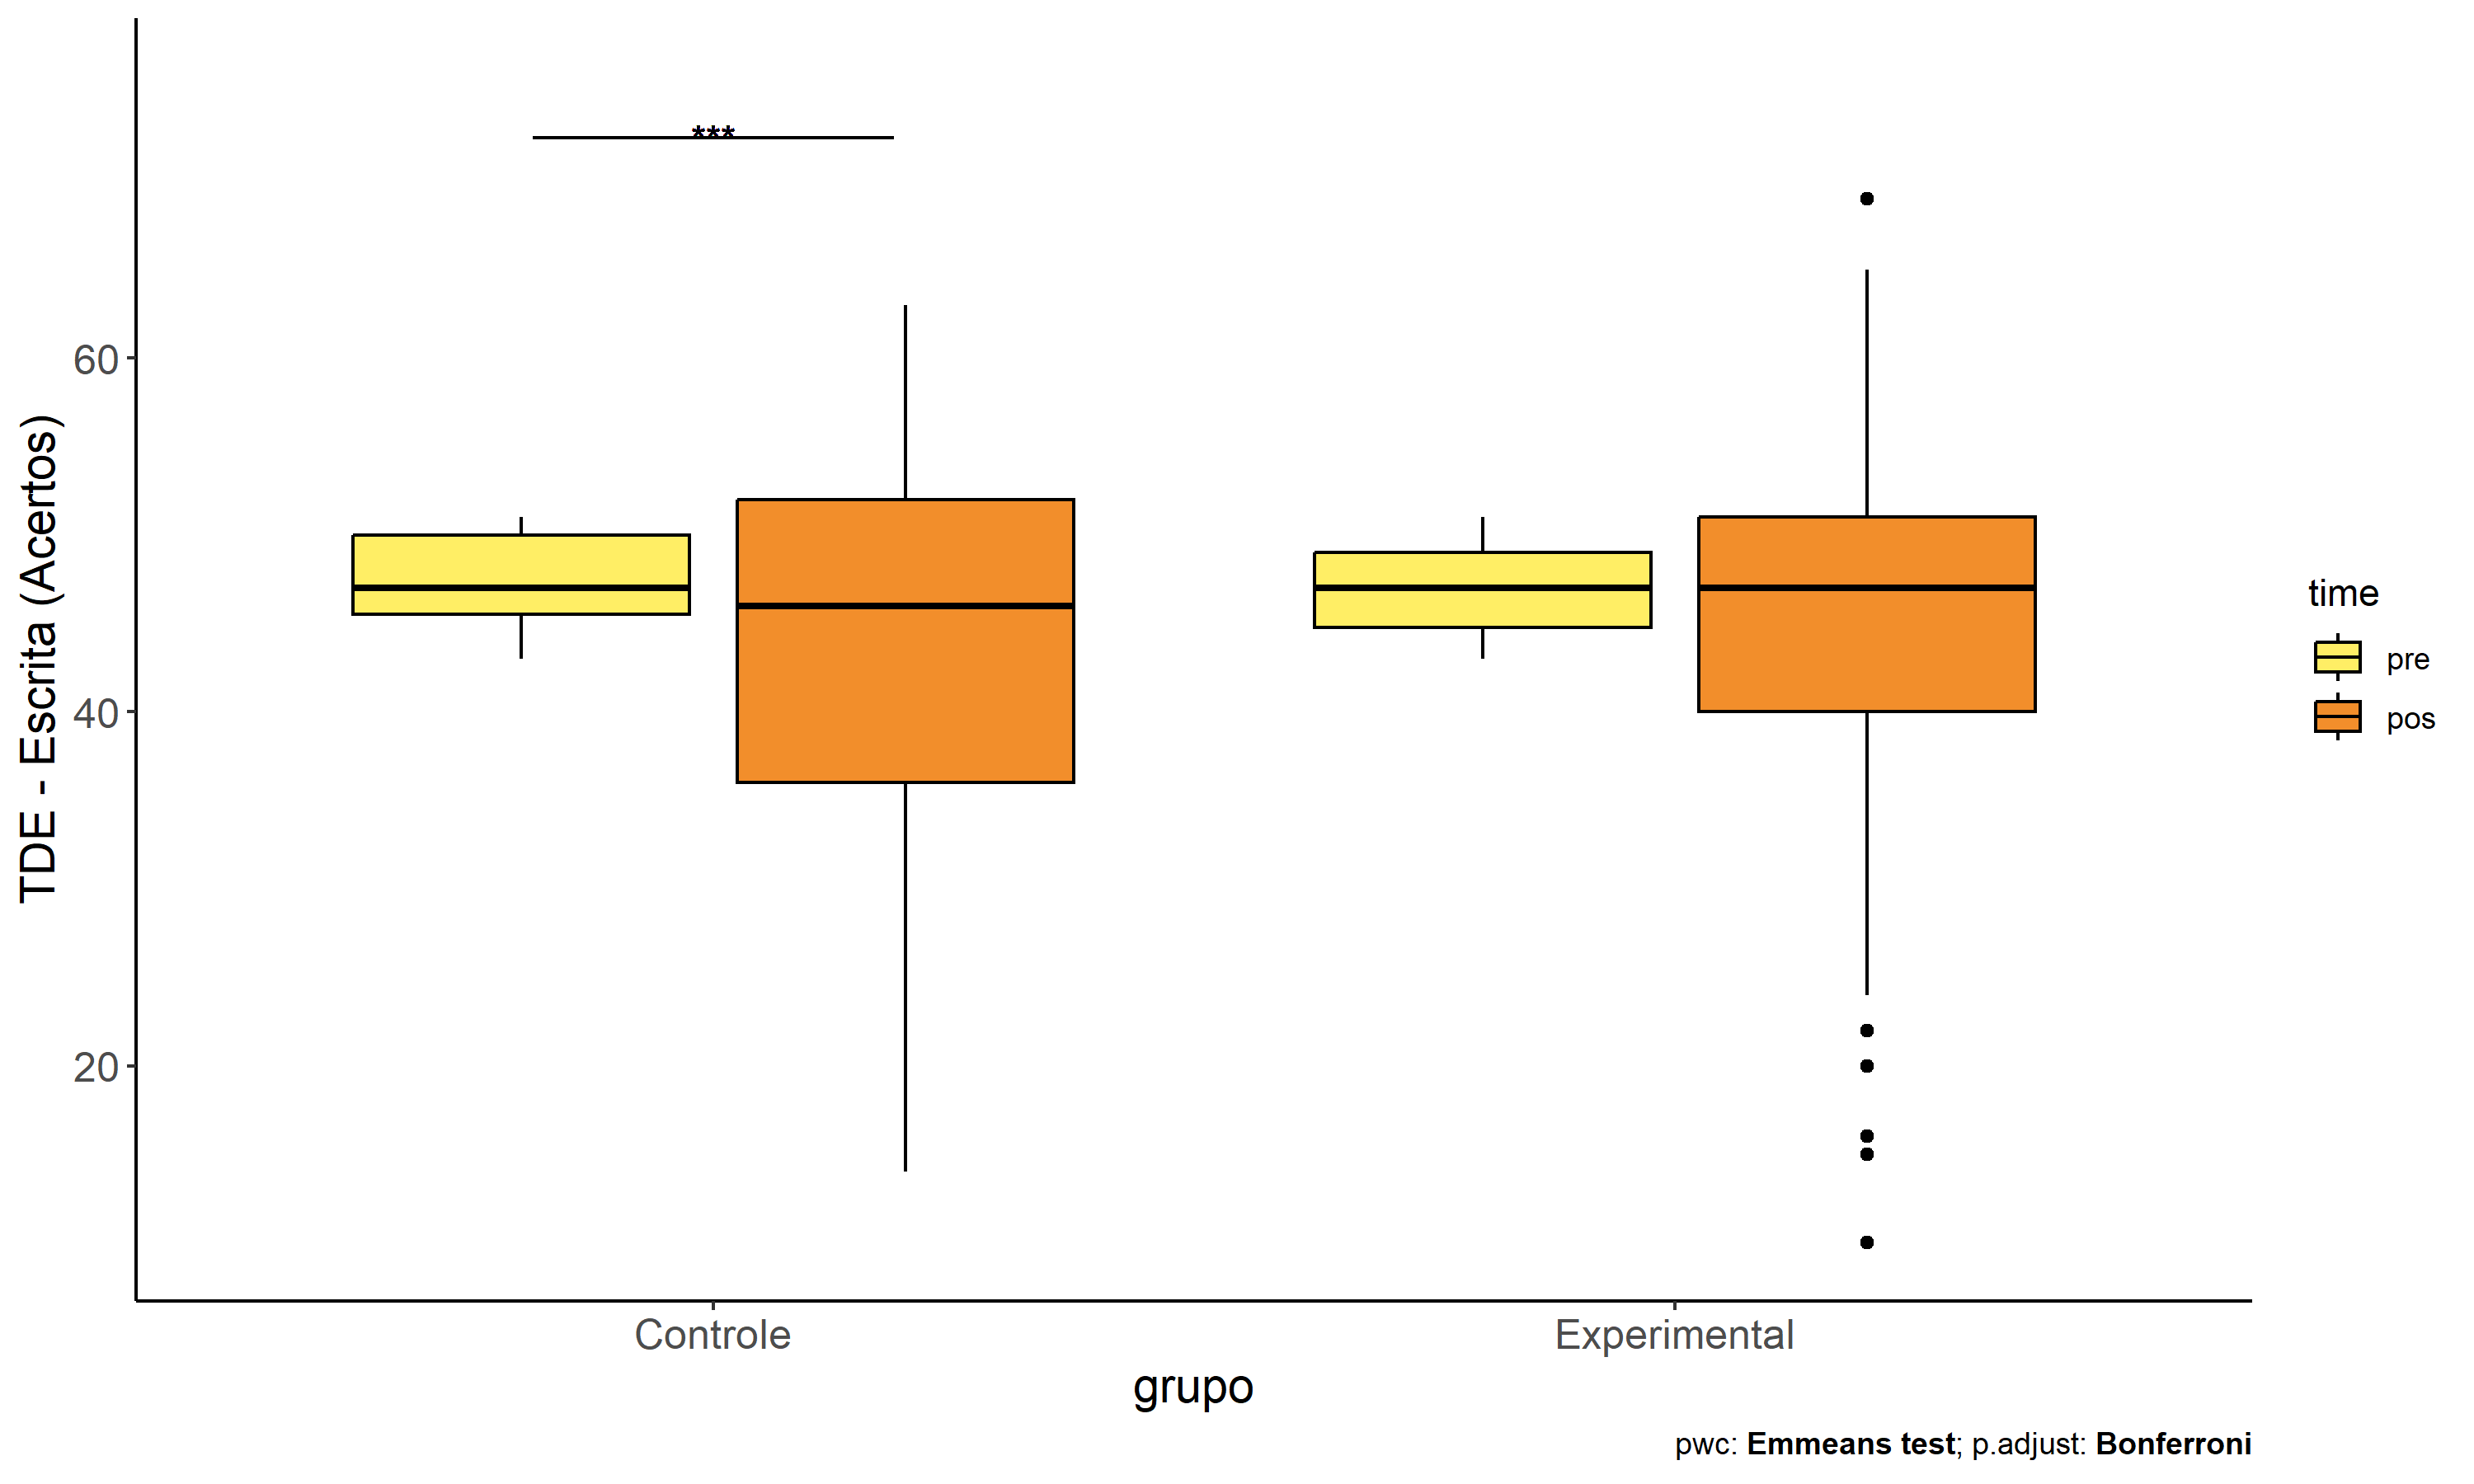 ***
60
40
20
TDE - Escrita (Acertos)
Controle
Experimental
grupo
time
pre
pos
pwc: Emmeans test; p.adjust: Bonferroni